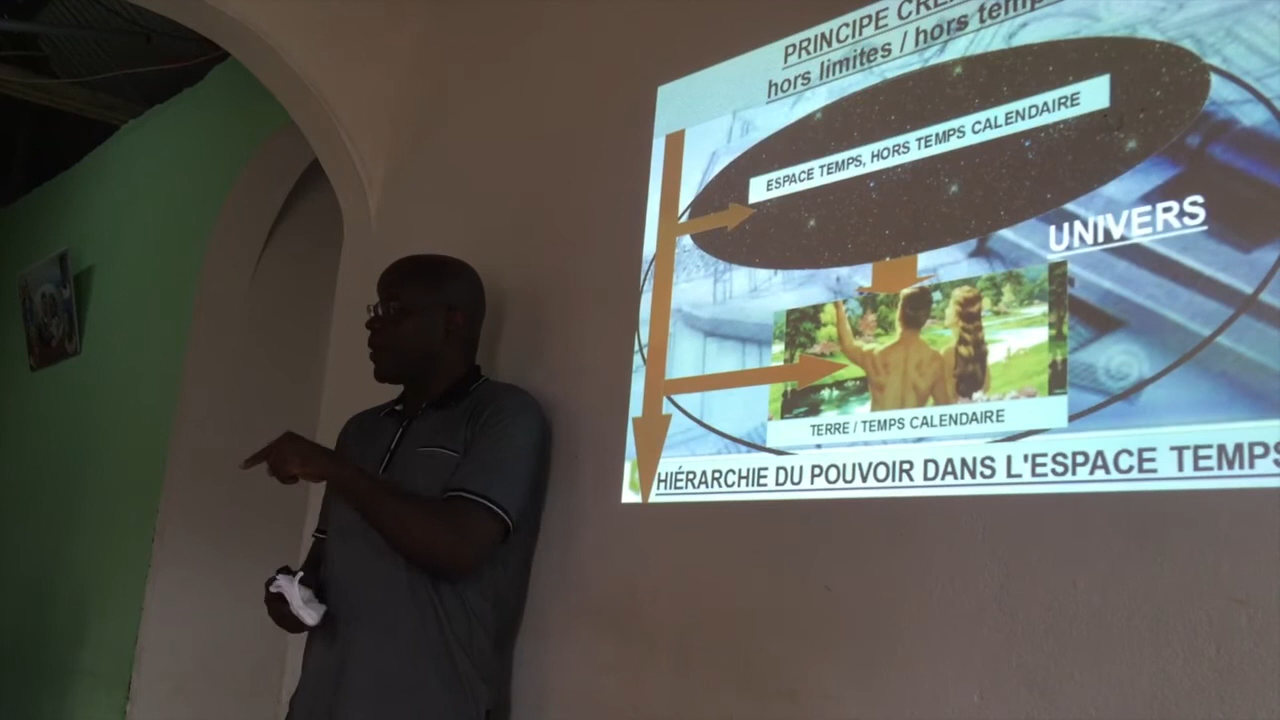 PRINCIPE
hors limites / hors
ESPACE TEMPS, HORS TEMPS CALENDAIRE
UNIVERS
TERRE / TEMPS CALENDAIRE
HIÉRARCHIE DU POUVOIR DANS L'ESPACE TEMPS